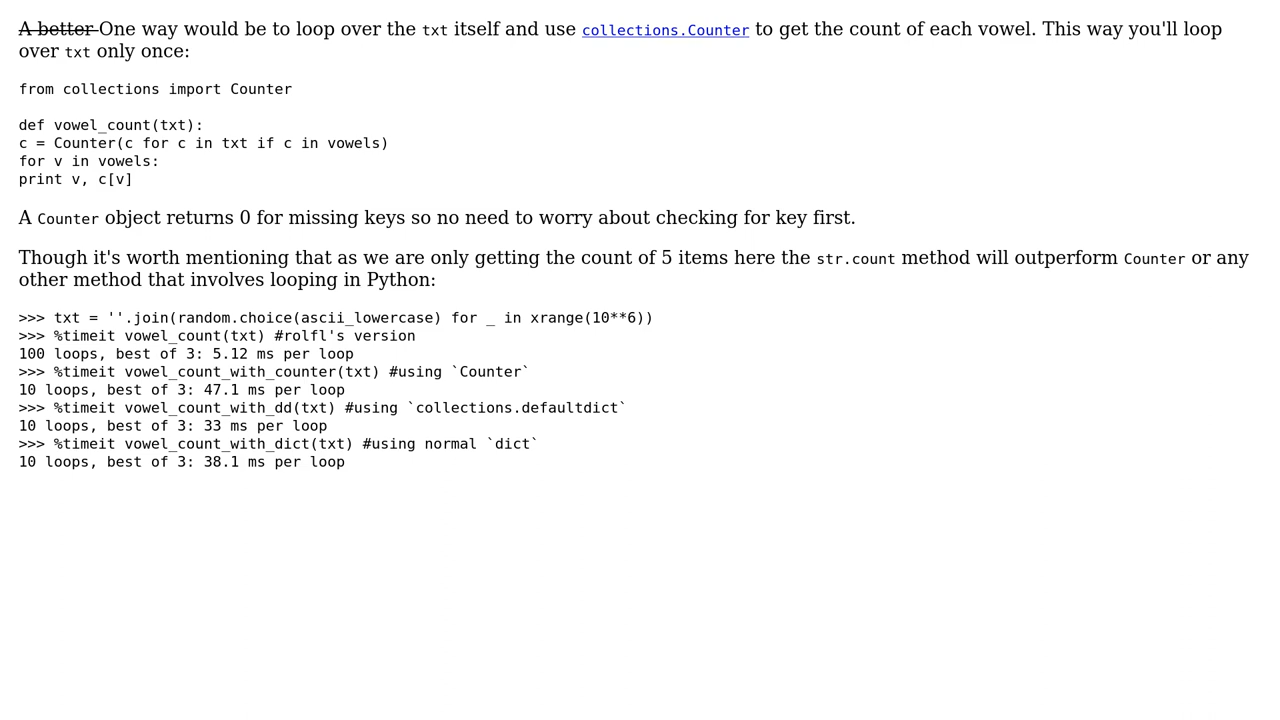 A better One way would be to loop over the txt itself and use collections.Counter to get the count of each vowel. This way you'll loop
over txt only once:
from collections import Counter
def vowel_count(txt):
c = Counter(c for c in txt if c in vowels)
for v in vowels:
print v, c[v]
A Counter object returns 0 for missing keys so no need to worry about checking for key first.
Though it's worth mentioning that as we are only getting the count of 5 items here the str.count method will outperform Counter or any
other method that involves looping in Python:
>>> txt = ''.join(random.choice(ascii_lowercase) for _ in xrange(10**6))
>>> %timeit vowel_count(txt) #rolfl's version
100 loops, best of 3: 5.12 ms per loop
>>> %timeit vowel_count_with_counter(txt) #using `Counter`
10 loops, best of 3: 47.1 ms per loop
>>> %timeit vowel_count_with_dd(txt) #using `collections.defaultdict`
10 loops, best of 3: 33 ms per loop
>>> %timeit vowel_count_with_dict(txt) #using normal `dict`
10 loops, best of 3: 38.1 ms per loop